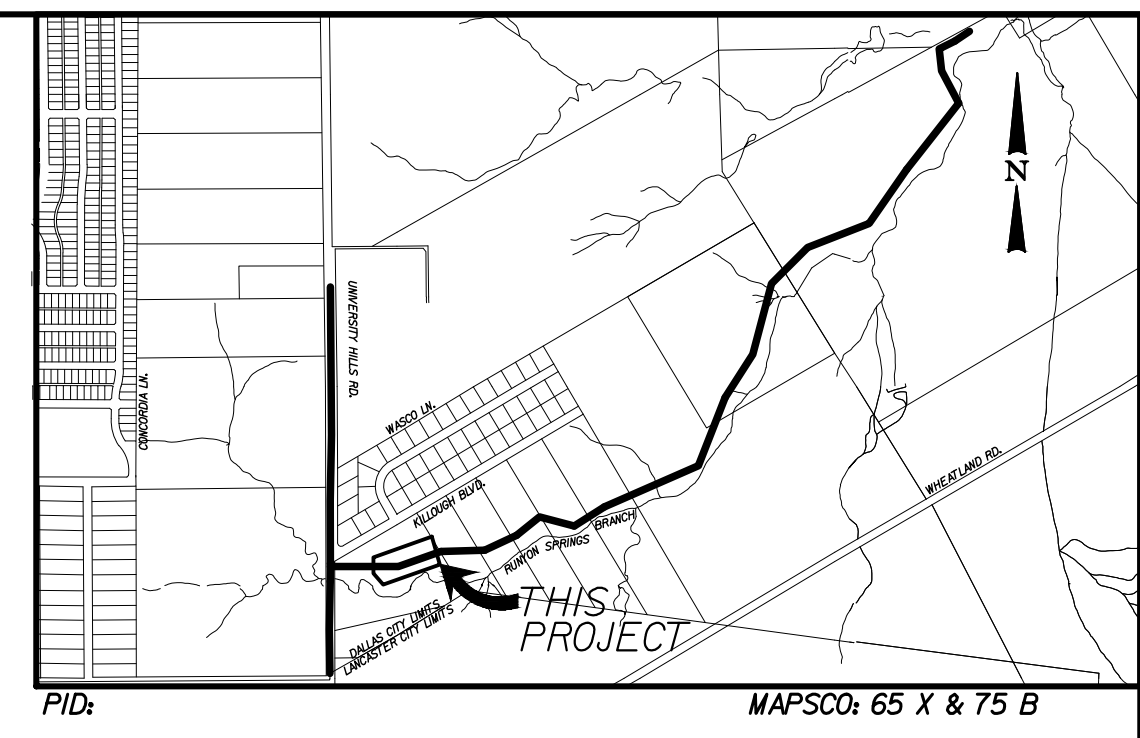 N
UNIVERSITY HILLS RD.
CONCORDIA LN.
WASCO LN.
KILLOUGH BLVD.
WHEATLAND RD.
RUNYON SPRINGS BRANCH
DALLAS CITY LIMITS
LANCASTER CITY LIMITS
THIS
PROJECT
PID:
MAPSCO: 65 X & 75 B